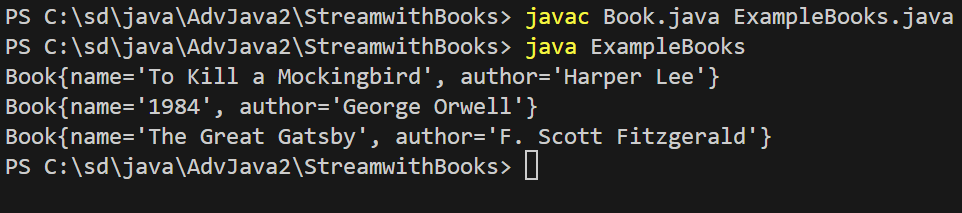 PS C:\sd\java\AdvJava2\StreamwithBooks> javac Book.java ExampleBooks.java
PS C:\sd\java\AdvJava2\StreamwithBooks> java ExampleBooks
Book{name='To Kill a Mockingbird', author='Harper Lee'}
Book{name='1984', author='George Orwell'}
Book{name='The Great Gatsby', author='F. Scott Fitzgerald'}
PS C:\sd\java\AdvJava2\StreamwithBooks>